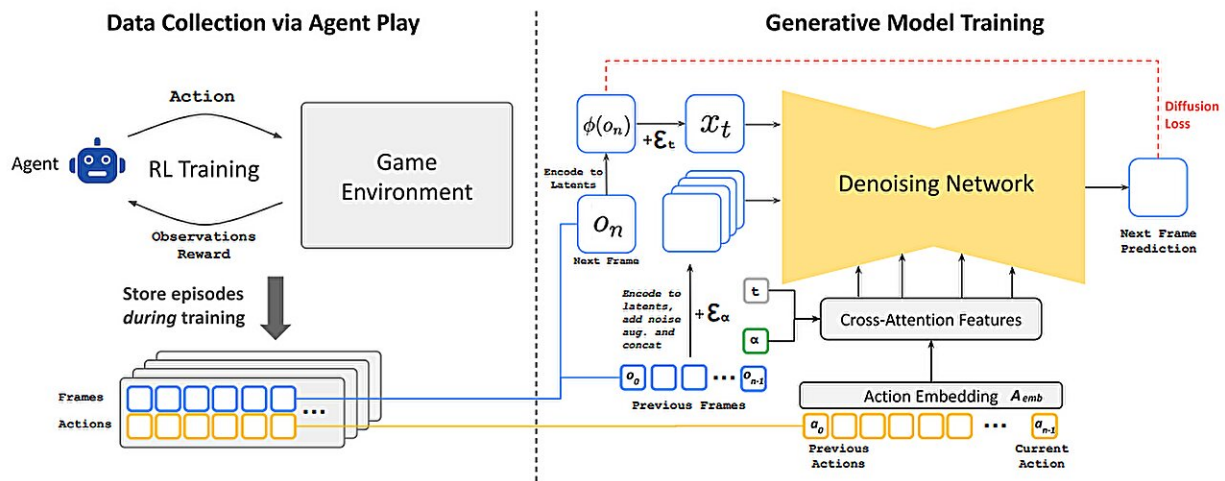 Data Collection via Agent Play
Action
Agent
RL Training
Game
Environment
Observations
Reward
Store episodes
during training
Frames
Actions
...
Generative Model Training
ϕ(oₙ)
+εₜ
xₜ
Diffusion
Loss
Encode to
Latents
Denoising Network
oₙ
Next Frame
Next Frame
Prediction
Encode to
latents,
add noise
aug. and
concat
+εα
t
α
Cross-Attention Features
o₀
...
oₙ₋₁
Previous Frames
Action Embedding Aemb
a₀
...
aₙ₋₁
Previous
Actions
Current
Action